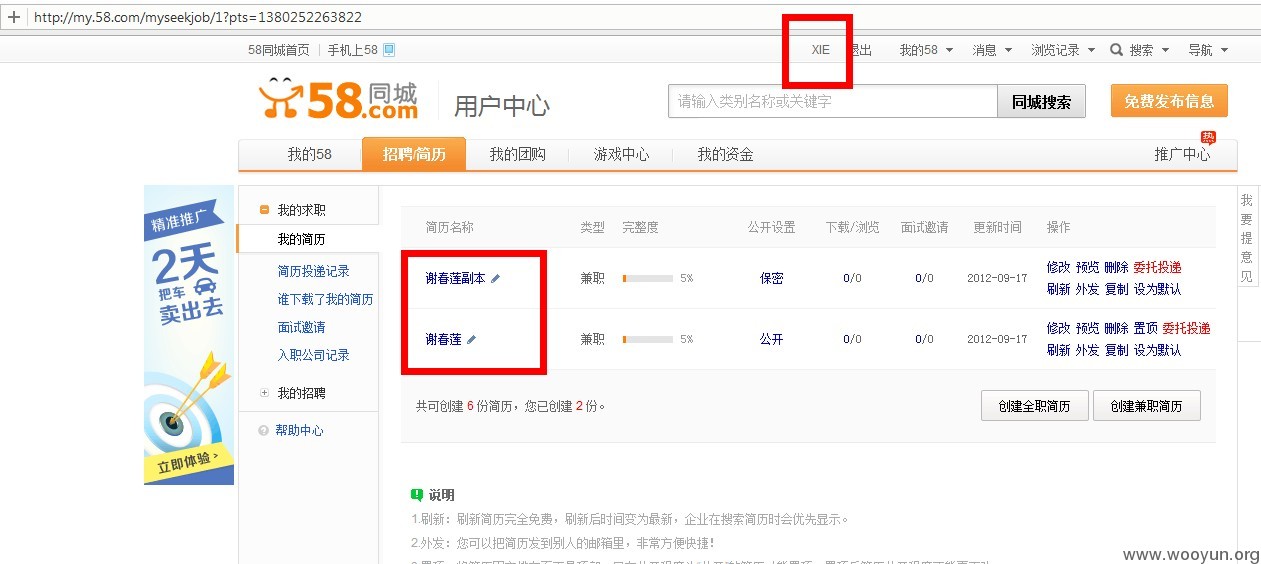 http://my.58.com/myseekjob/1?pts=1380252263822
58同城首页 手机上58 XIE 退出 我的58 消息 浏览记录 搜索 导航
58同城.com 用户中心 请输入类别名称或关键字 同城搜索 免费发布信息
热
我的58 招聘/简历 我的团购 游戏中心 我的资金 推广中心
精准推广
2天
把车
卖出去
立即体验 >
我的求职
我的简历
简历投递记录
谁下载了我的简历
面试邀请
入职公司记录
我的招聘
帮助中心
简历名称 类型 完整度 公开设置 下载/浏览 面试邀请 更新时间 操作
谢春莲副本 兼职 5% 保密 0/0 0/0 2012-09-17 修改 预览 删除 委托投递
刷新 外发 复制 设为默认
谢春莲 兼职 5% 公开 0/0 0/0 2012-09-17 修改 预览 删除 置顶 委托投递
刷新 外发 复制 设为默认
共可创建 6 份简历，您已创建 2 份。 创建全职简历 创建兼职简历
我要提意见
说明
1.刷新：刷新简历完全免费，刷新后时间变为最新，企业在搜索简历时会优先显示。
2.外发：您可以把简历发到别人的邮箱里，非常方便快捷！
www.wooyun.org